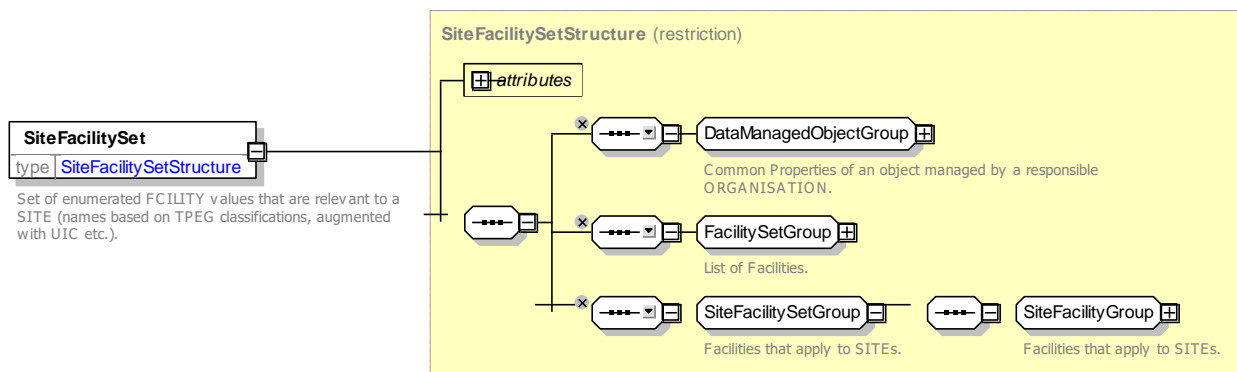 SiteFacilitySetStructure (restriction)
attributes
SiteFacilitySet
type SiteFacilitySetStructure
Set of enumerated FCILITY values that are relevant to a
SITE (names based on TPEG classifications, augmented
with UIC etc.).
DataManagedObjectGroup
Common Properties of an object managed by a responsible
ORGANISATION.
FacilitySetGroup
List of Facilities.
SiteFacilitySetGroup
Facilities that apply to SITEs.
SiteFacilityGroup
Facilities that apply to SITEs.